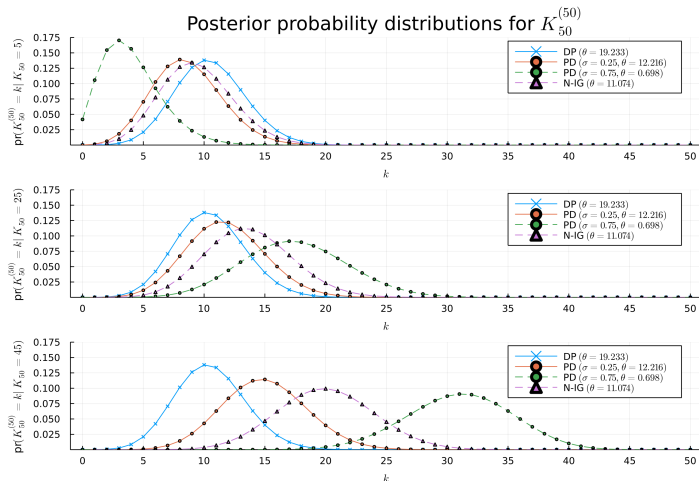 Posterior probability distributions for K_50^(50)
pr(K_50^(50) = k | K_50 = 5)
0.175
0.150
0.125
0.100
0.075
0.050
0.025
DP (θ = 19.233)
PD (σ = 0.25, θ = 12.216)
PD (σ = 0.75, θ = 0.698)
N-IG (θ = 11.074)
0 5 10 15 20 25 30 35 40 45 50
k
pr(K_50^(50) = k | K_50 = 25)
0.175
0.150
0.125
0.100
0.075
0.050
0.025
DP (θ = 19.233)
PD (σ = 0.25, θ = 12.216)
PD (σ = 0.75, θ = 0.698)
N-IG (θ = 11.074)
0 5 10 15 20 25 30 35 40 45 50
k
pr(K_50^(50) = k | K_50 = 45)
0.175
0.150
0.125
0.100
0.075
0.050
0.025
DP (θ = 19.233)
PD (σ = 0.25, θ = 12.216)
PD (σ = 0.75, θ = 0.698)
N-IG (θ = 11.074)
0 5 10 15 20 25 30 35 40 45 50
k